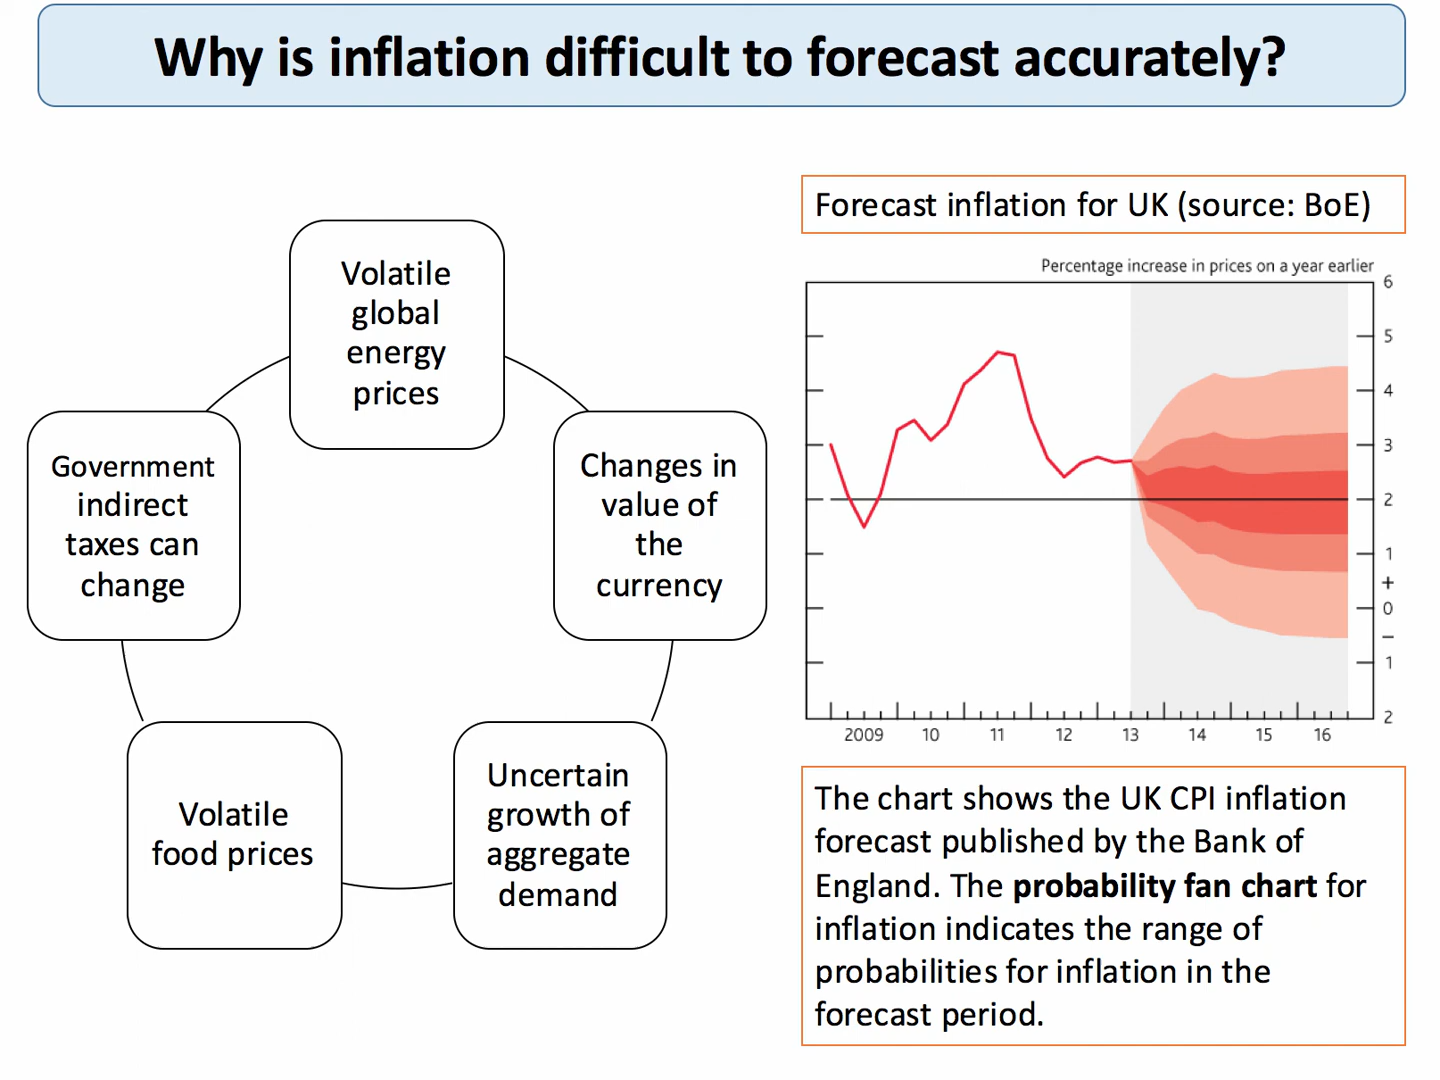 Why is inflation difficult to forecast accurately?
Volatile
global
energy
prices
Changes in
value of
the
currency
Uncertain
growth of
aggregate
demand
Volatile
food prices
Government
indirect
taxes can
change
Forecast inflation for UK (source: BoE)
Percentage increase in prices on a year earlier
6
5
4
3
2
1
+
0
–
1
2
2009 10 11 12 13 14 15 16
The chart shows the UK CPI inflation
forecast published by the Bank of
England. The probability fan chart for
inflation indicates the range of
probabilities for inflation in the
forecast period.